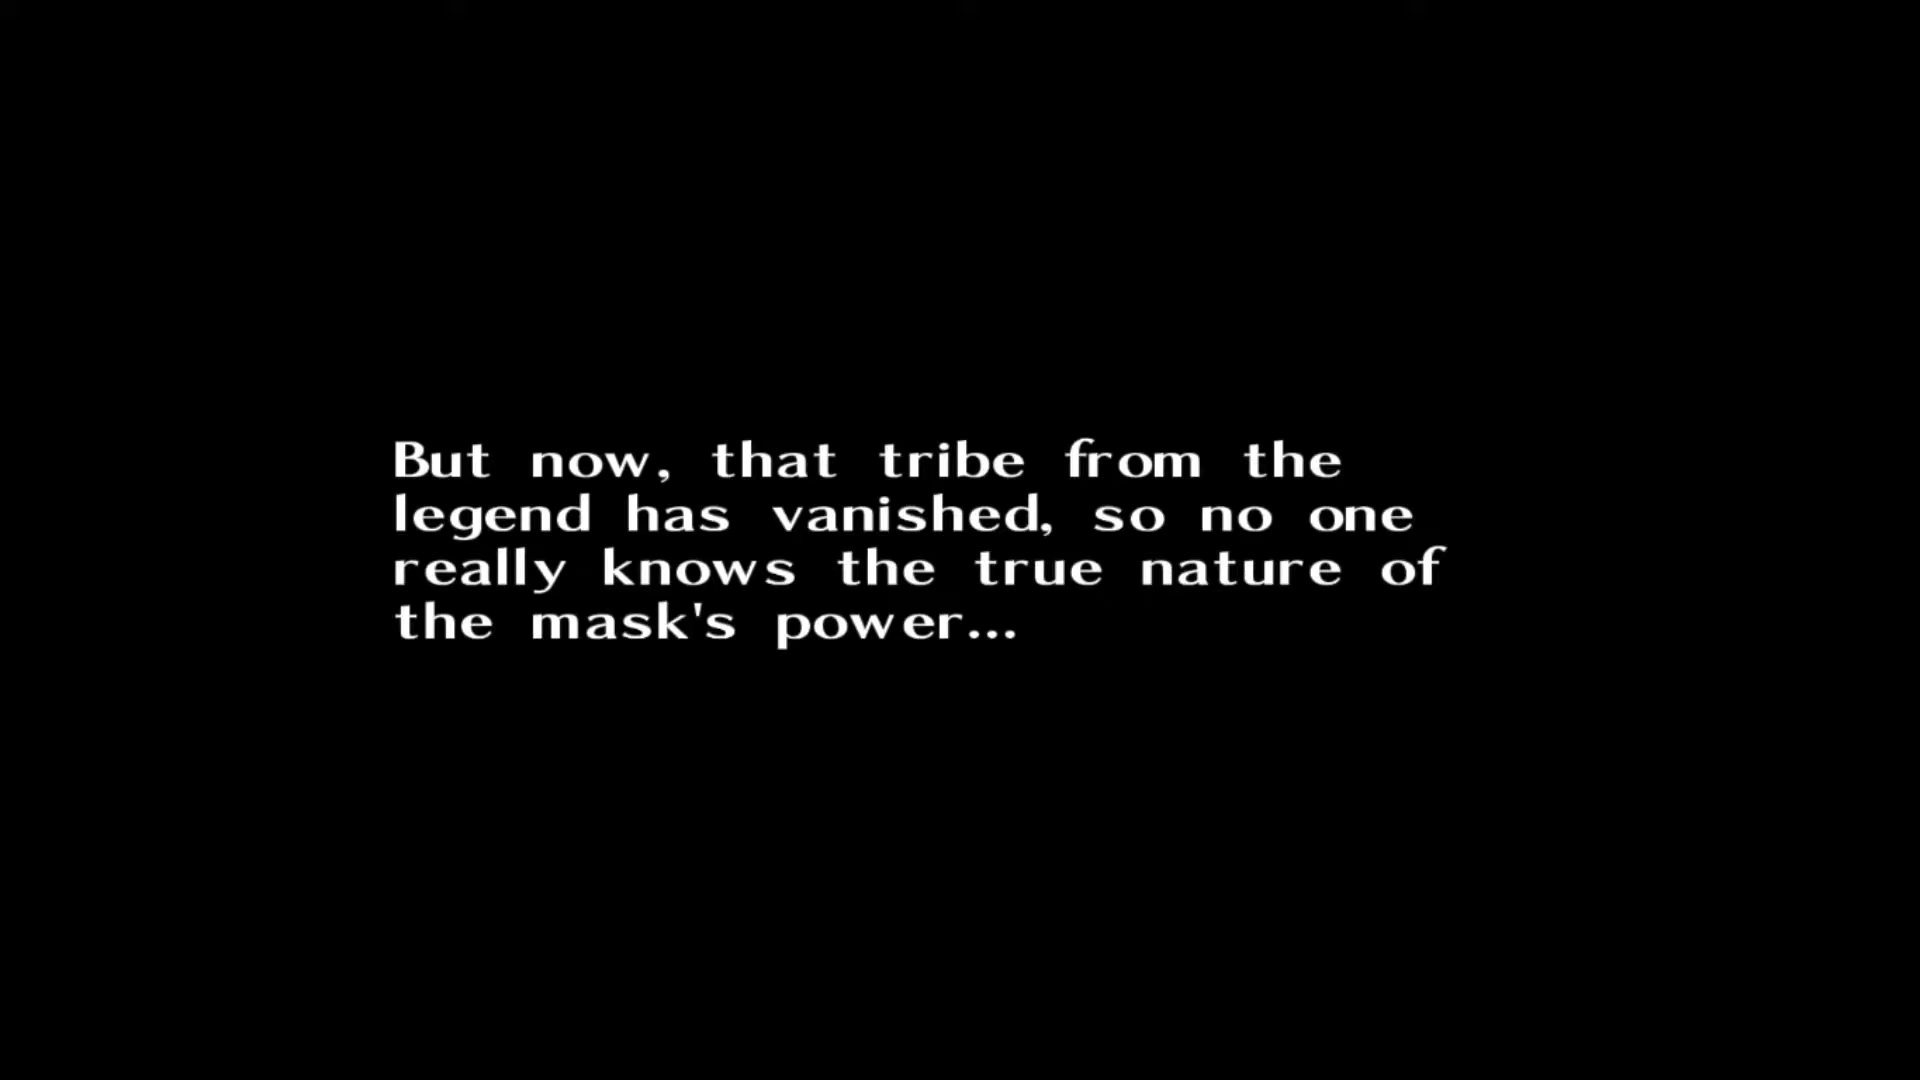 But now, that tribe from the
legend has vanished, so no one
really knows the true nature of
the mask's power...